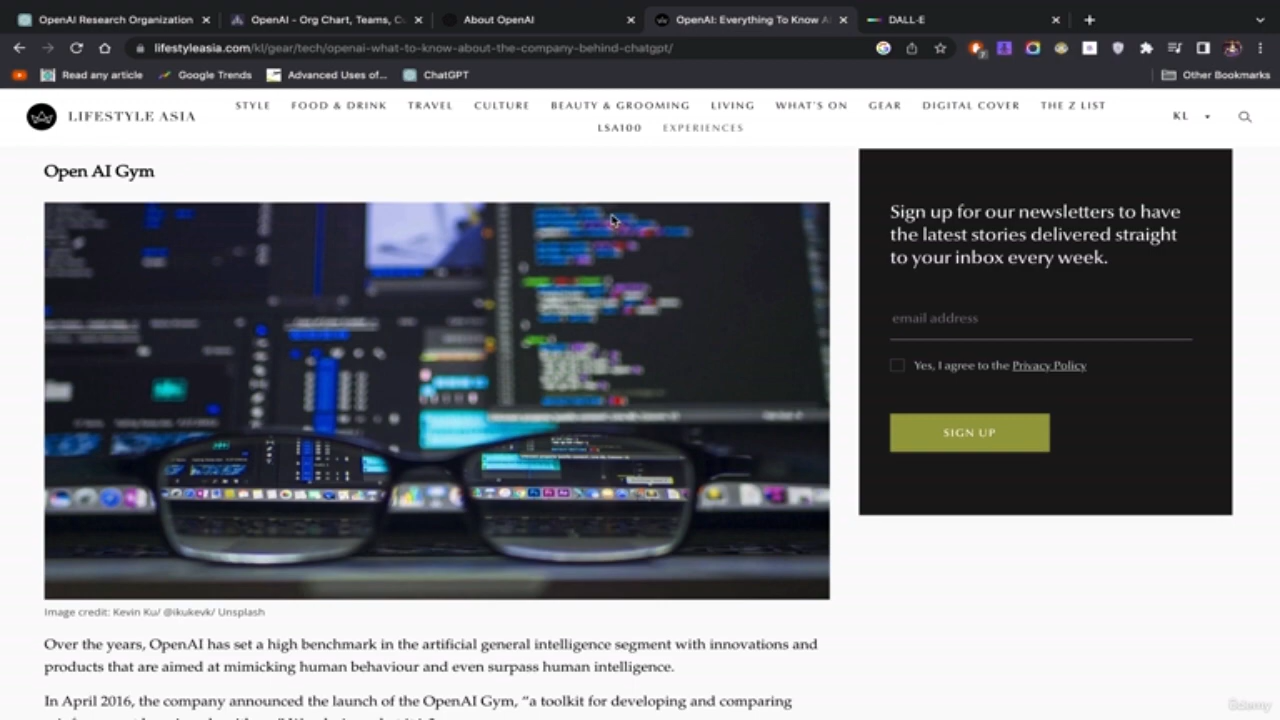 OpenAI Research Organization
OpenAI - Org Chart, Teams, C
About OpenAI
OpenAI: Everything To Know A
DALL·E
lifestyleasia.com/kl/gear/tech/openai-what-to-know-about-the-company-behind-chatgpt/
Read any article
Google Trends
Advanced Uses of...
ChatGPT
Other Bookmarks
LIFESTYLE ASIA
STYLE FOOD & DRINK TRAVEL CULTURE BEAUTY & GROOMING LIVING WHAT'S ON GEAR DIGITAL COVER THE Z LIST
LSA100 EXPERIENCES
KL
Open AI Gym
Image credit: Kevin Ku/ @ikukevk/ Unsplash
Over the years, OpenAI has set a high benchmark in the artificial general intelligence segment with innovations and
products that are aimed at mimicking human behaviour and even surpass human intelligence.
In April 2016, the company announced the launch of the OpenAI Gym, “a toolkit for developing and comparing
Sign up for our newsletters to have
the latest stories delivered straight
to your inbox every week.
email address
Yes, I agree to the Privacy Policy
SIGN UP
Udemy